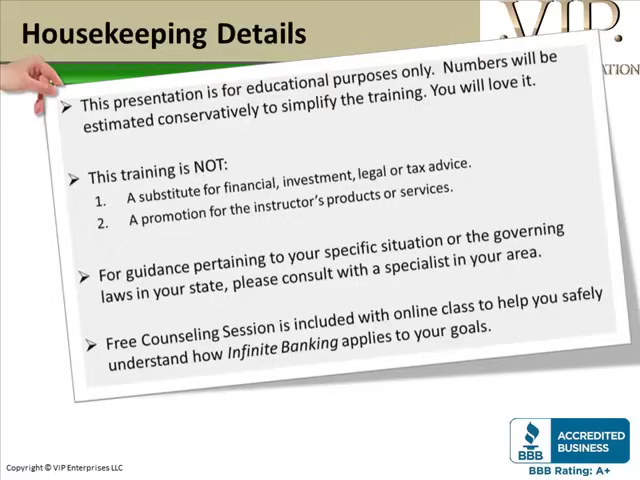 Housekeeping Details
VIP.
ATION
➢ This presentation is for educational purposes only. Numbers will be
estimated conservatively to simplify the training. You will love it.
➢ This training is NOT:
1. A substitute for financial, investment, legal or tax advice.
2. A promotion for the instructor's products or services.
➢ For guidance pertaining to your specific situation or the governing
laws in your state, please consult with a specialist in your area.
➢ Free Counseling Session is included with online class to help you safely
understand how Infinite Banking applies to your goals.
Copyright © VIP Enterprises LLC
BBB
ACCREDITED
BUSINESS
BBB Rating: A+